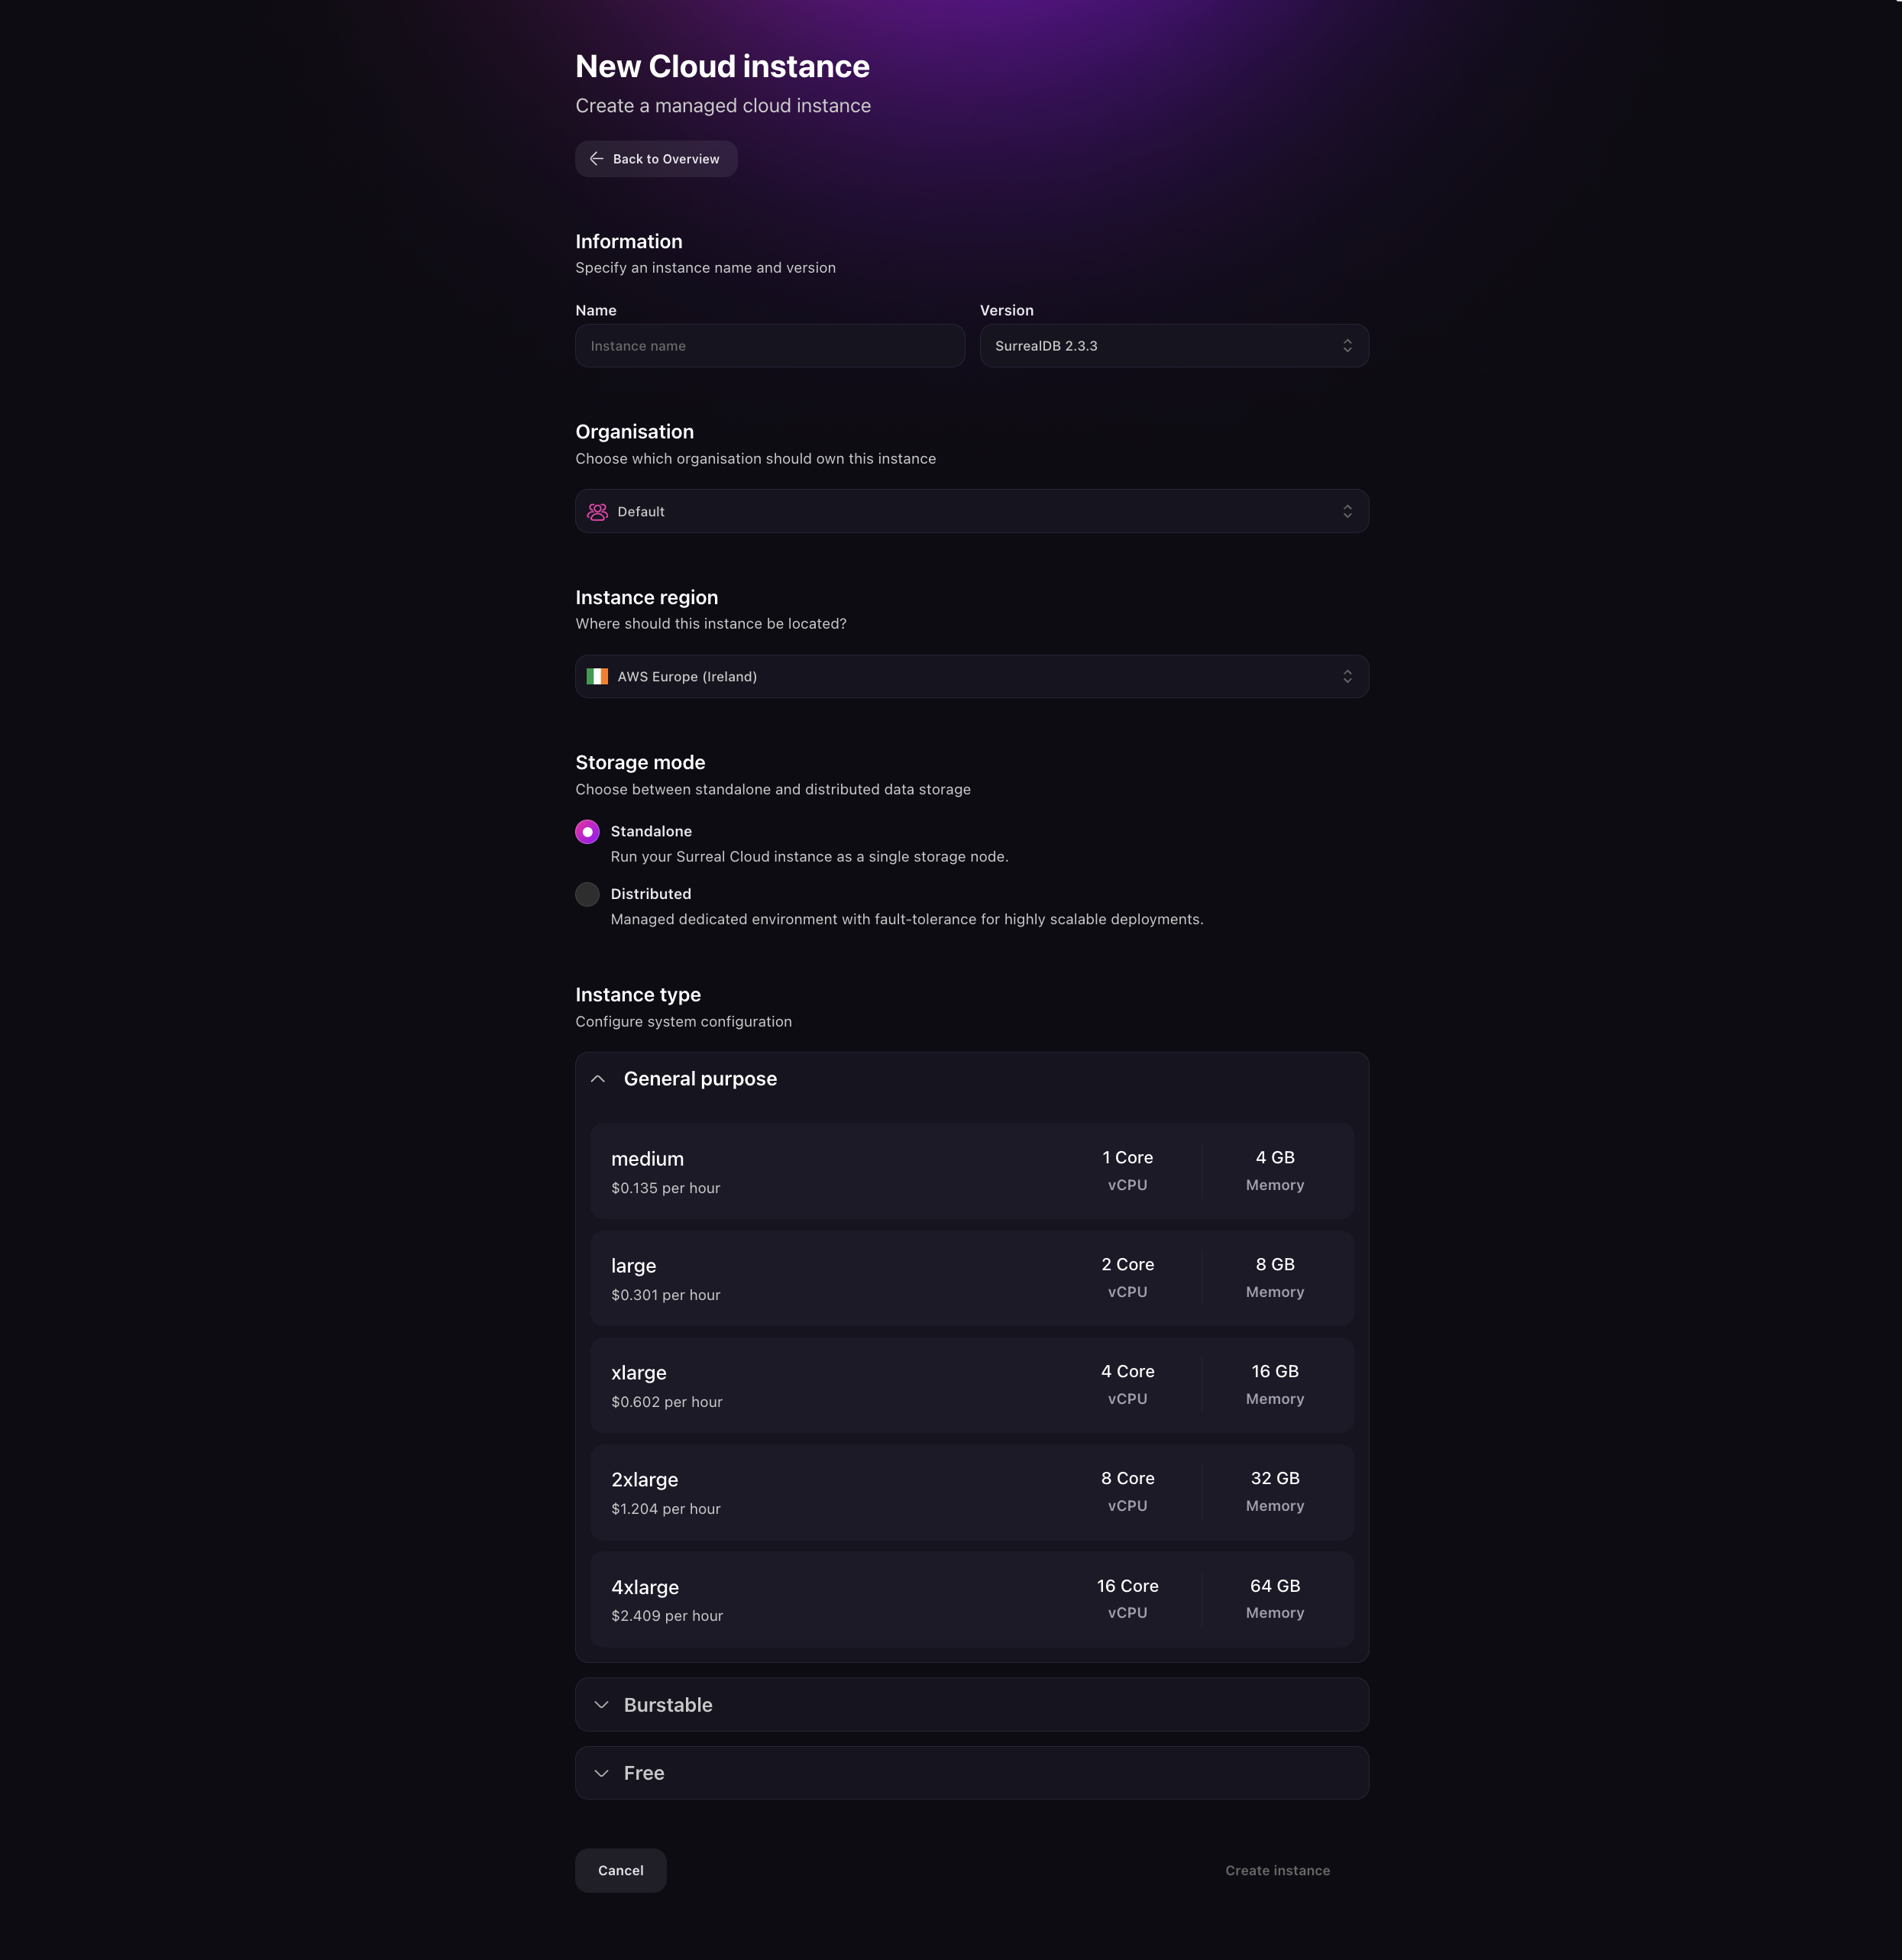 New Cloud instance
Create a managed cloud instance
Back to Overview
Information
Specify an instance name and version
Name
Instance name
Version
SurrealDB 2.3.3
Organisation
Choose which organisation should own this instance
Default
Instance region
Where should this instance be located?
AWS Europe (Ireland)
Storage mode
Choose between standalone and distributed data storage
Standalone
Run your Surreal Cloud instance as a single storage node.
Distributed
Managed dedicated environment with fault-tolerance for highly scalable deployments.
Instance type
Configure system configuration
General purpose
medium
$0.135 per hour
1 Core
vCPU
4 GB
Memory
large
$0.301 per hour
2 Core
vCPU
8 GB
Memory
xlarge
$0.602 per hour
4 Core
vCPU
16 GB
Memory
2xlarge
$1.204 per hour
8 Core
vCPU
32 GB
Memory
4xlarge
$2.409 per hour
16 Core
vCPU
64 GB
Memory
Burstable
Free
Cancel
Create instance